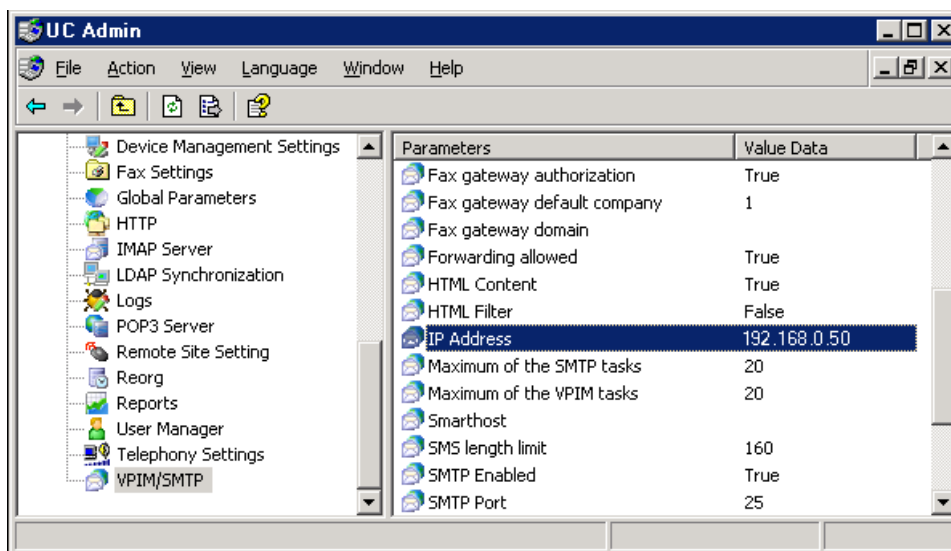 UC Admin
File Action View Language Window Help
Device Management Settings
Fax Settings
Global Parameters
HTTP
IMAP Server
LDAP Synchronization
Logs
POP3 Server
Remote Site Setting
Reorg
Reports
User Manager
Telephony Settings
VPIM/SMTP
Parameters Value Data
Fax gateway authorization True
Fax gateway default company 1
Fax gateway domain
Forwarding allowed True
HTML Content True
HTML Filter False
IP Address 192.168.0.50
Maximum of the SMTP tasks 20
Maximum of the VPIM tasks 20
Smarthost
SMS length limit 160
SMTP Enabled True
SMTP Port 25